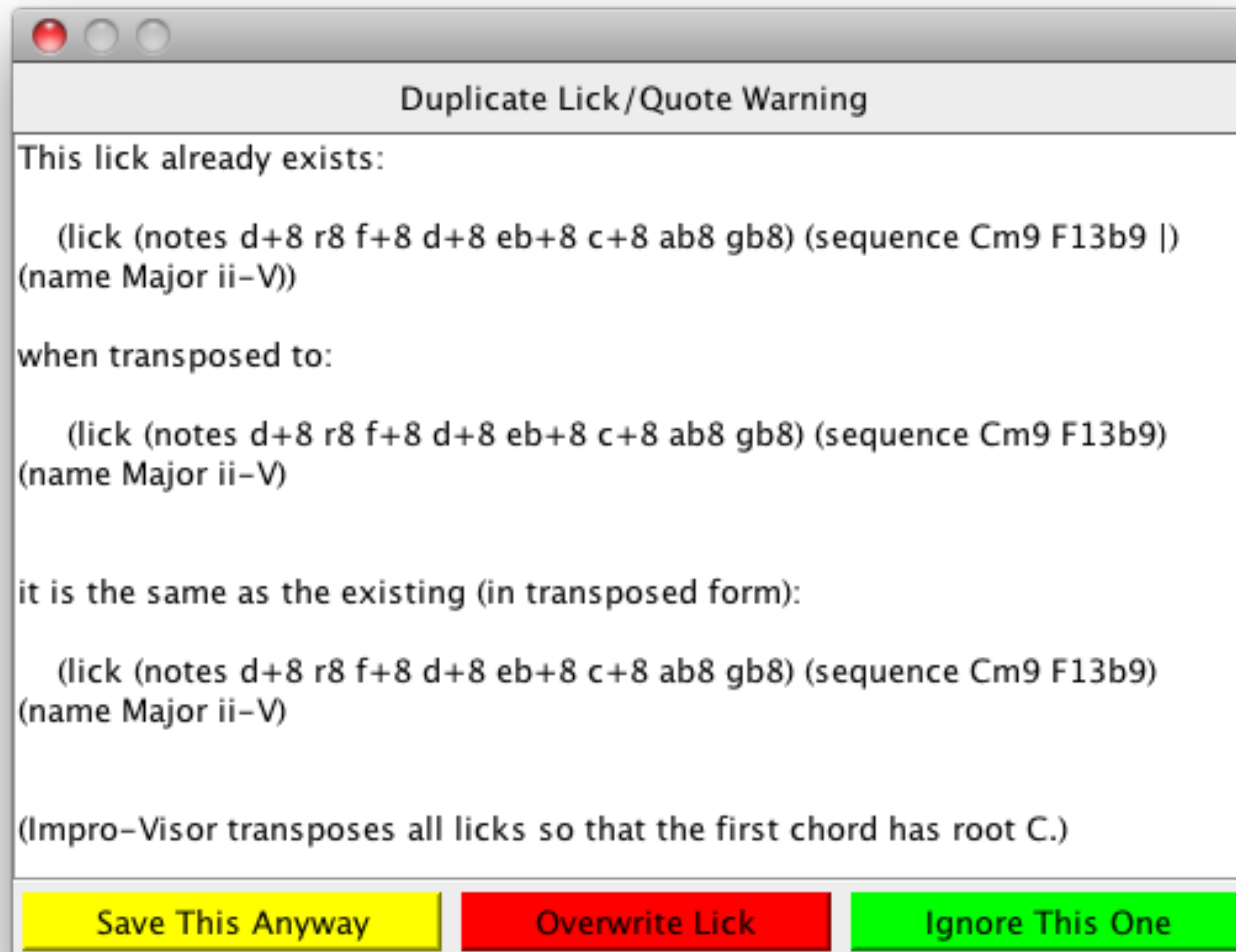 Duplicate Lick/Quote Warning
This lick already exists:
(lick (notes d+8 r8 f+8 d+8 eb+8 c+8 ab8 gb8) (sequence Cm9 F13b9 |)
(name Major ii-V))
when transposed to:
(lick (notes d+8 r8 f+8 d+8 eb+8 c+8 ab8 gb8) (sequence Cm9 F13b9)
(name Major ii-V)
it is the same as the existing (in transposed form):
(lick (notes d+8 r8 f+8 d+8 eb+8 c+8 ab8 gb8) (sequence Cm9 F13b9)
(name Major ii-V)
(Impro-Visor transposes all licks so that the first chord has root C.)
Save This Anyway Overwrite Lick Ignore This One